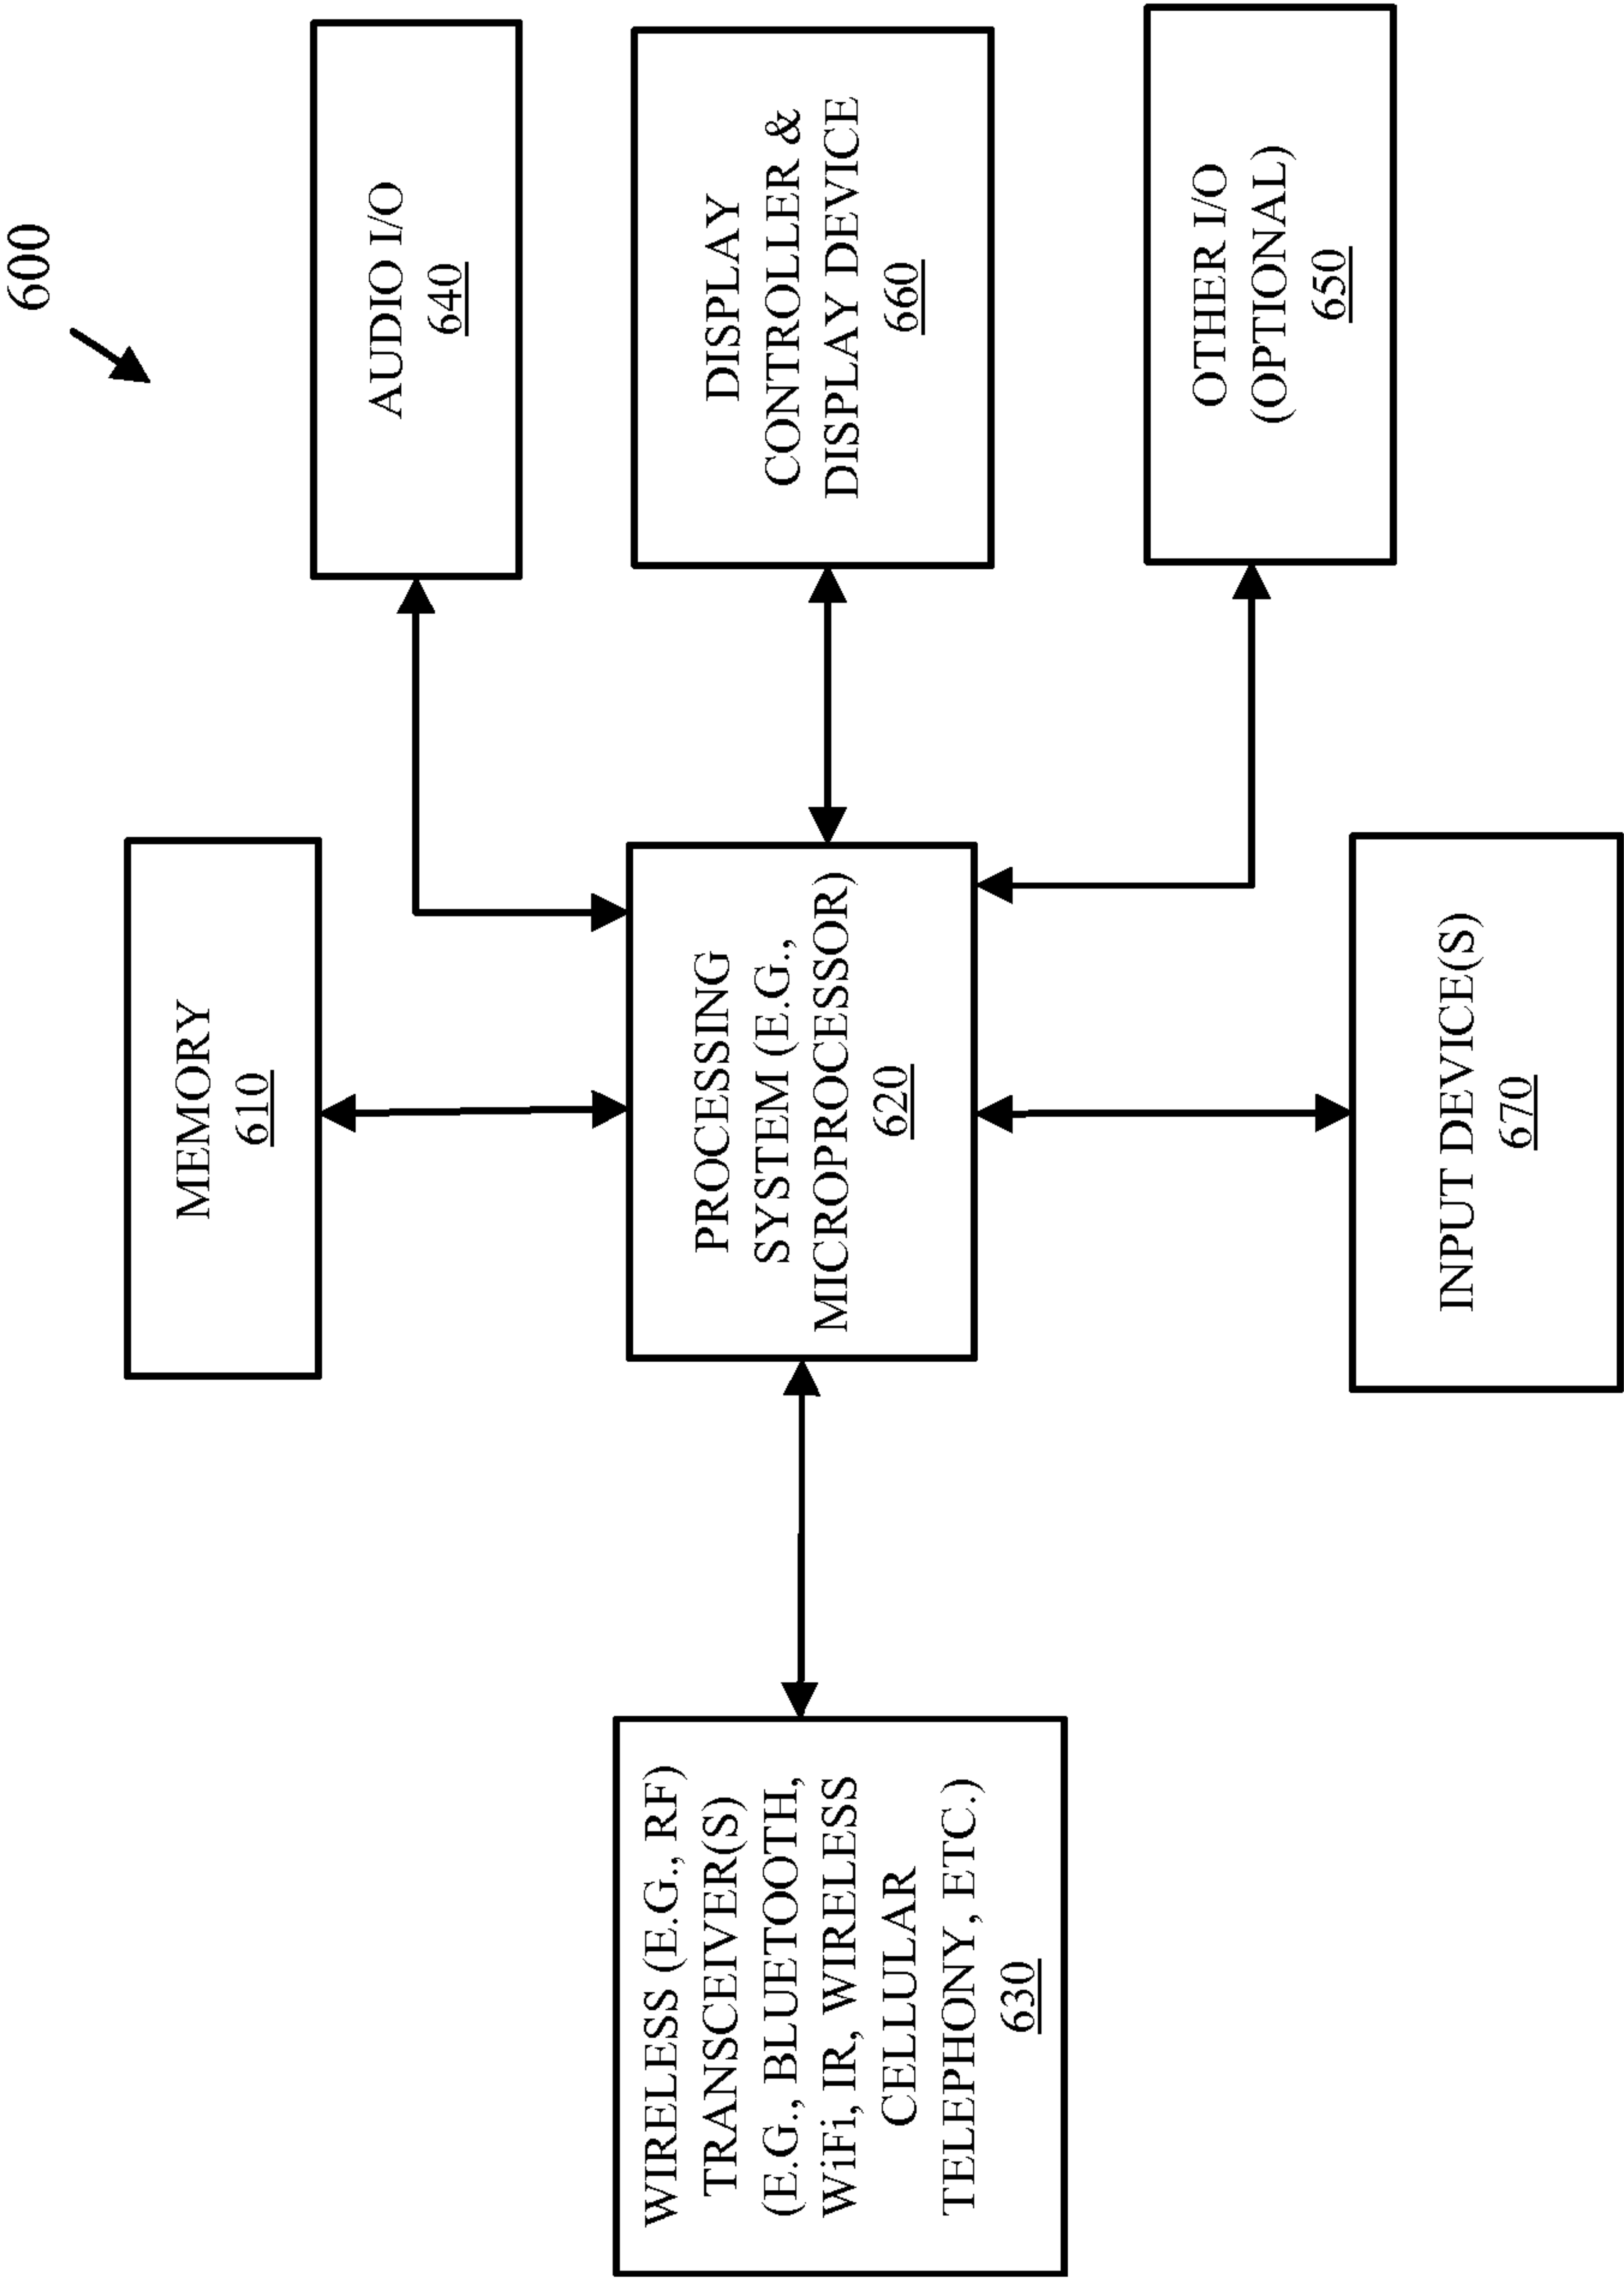 600
MEMORY
610
AUDIO I/O
640
WIRELESS (E.G., RF)
TRANSCEIVER(S)
(E.G., BLUETOOTH,
WiFi, IR, WIRELESS
CELLULAR
TELEPHONY, ETC.)
630
PROCESSING
SYSTEM (E.G.,
MICROPROCESSOR)
620
DISPLAY
CONTROLLER &
DISPLAY DEVICE
660
INPUT DEVICE(S)
670
OTHER I/O
(OPTIONAL)
650